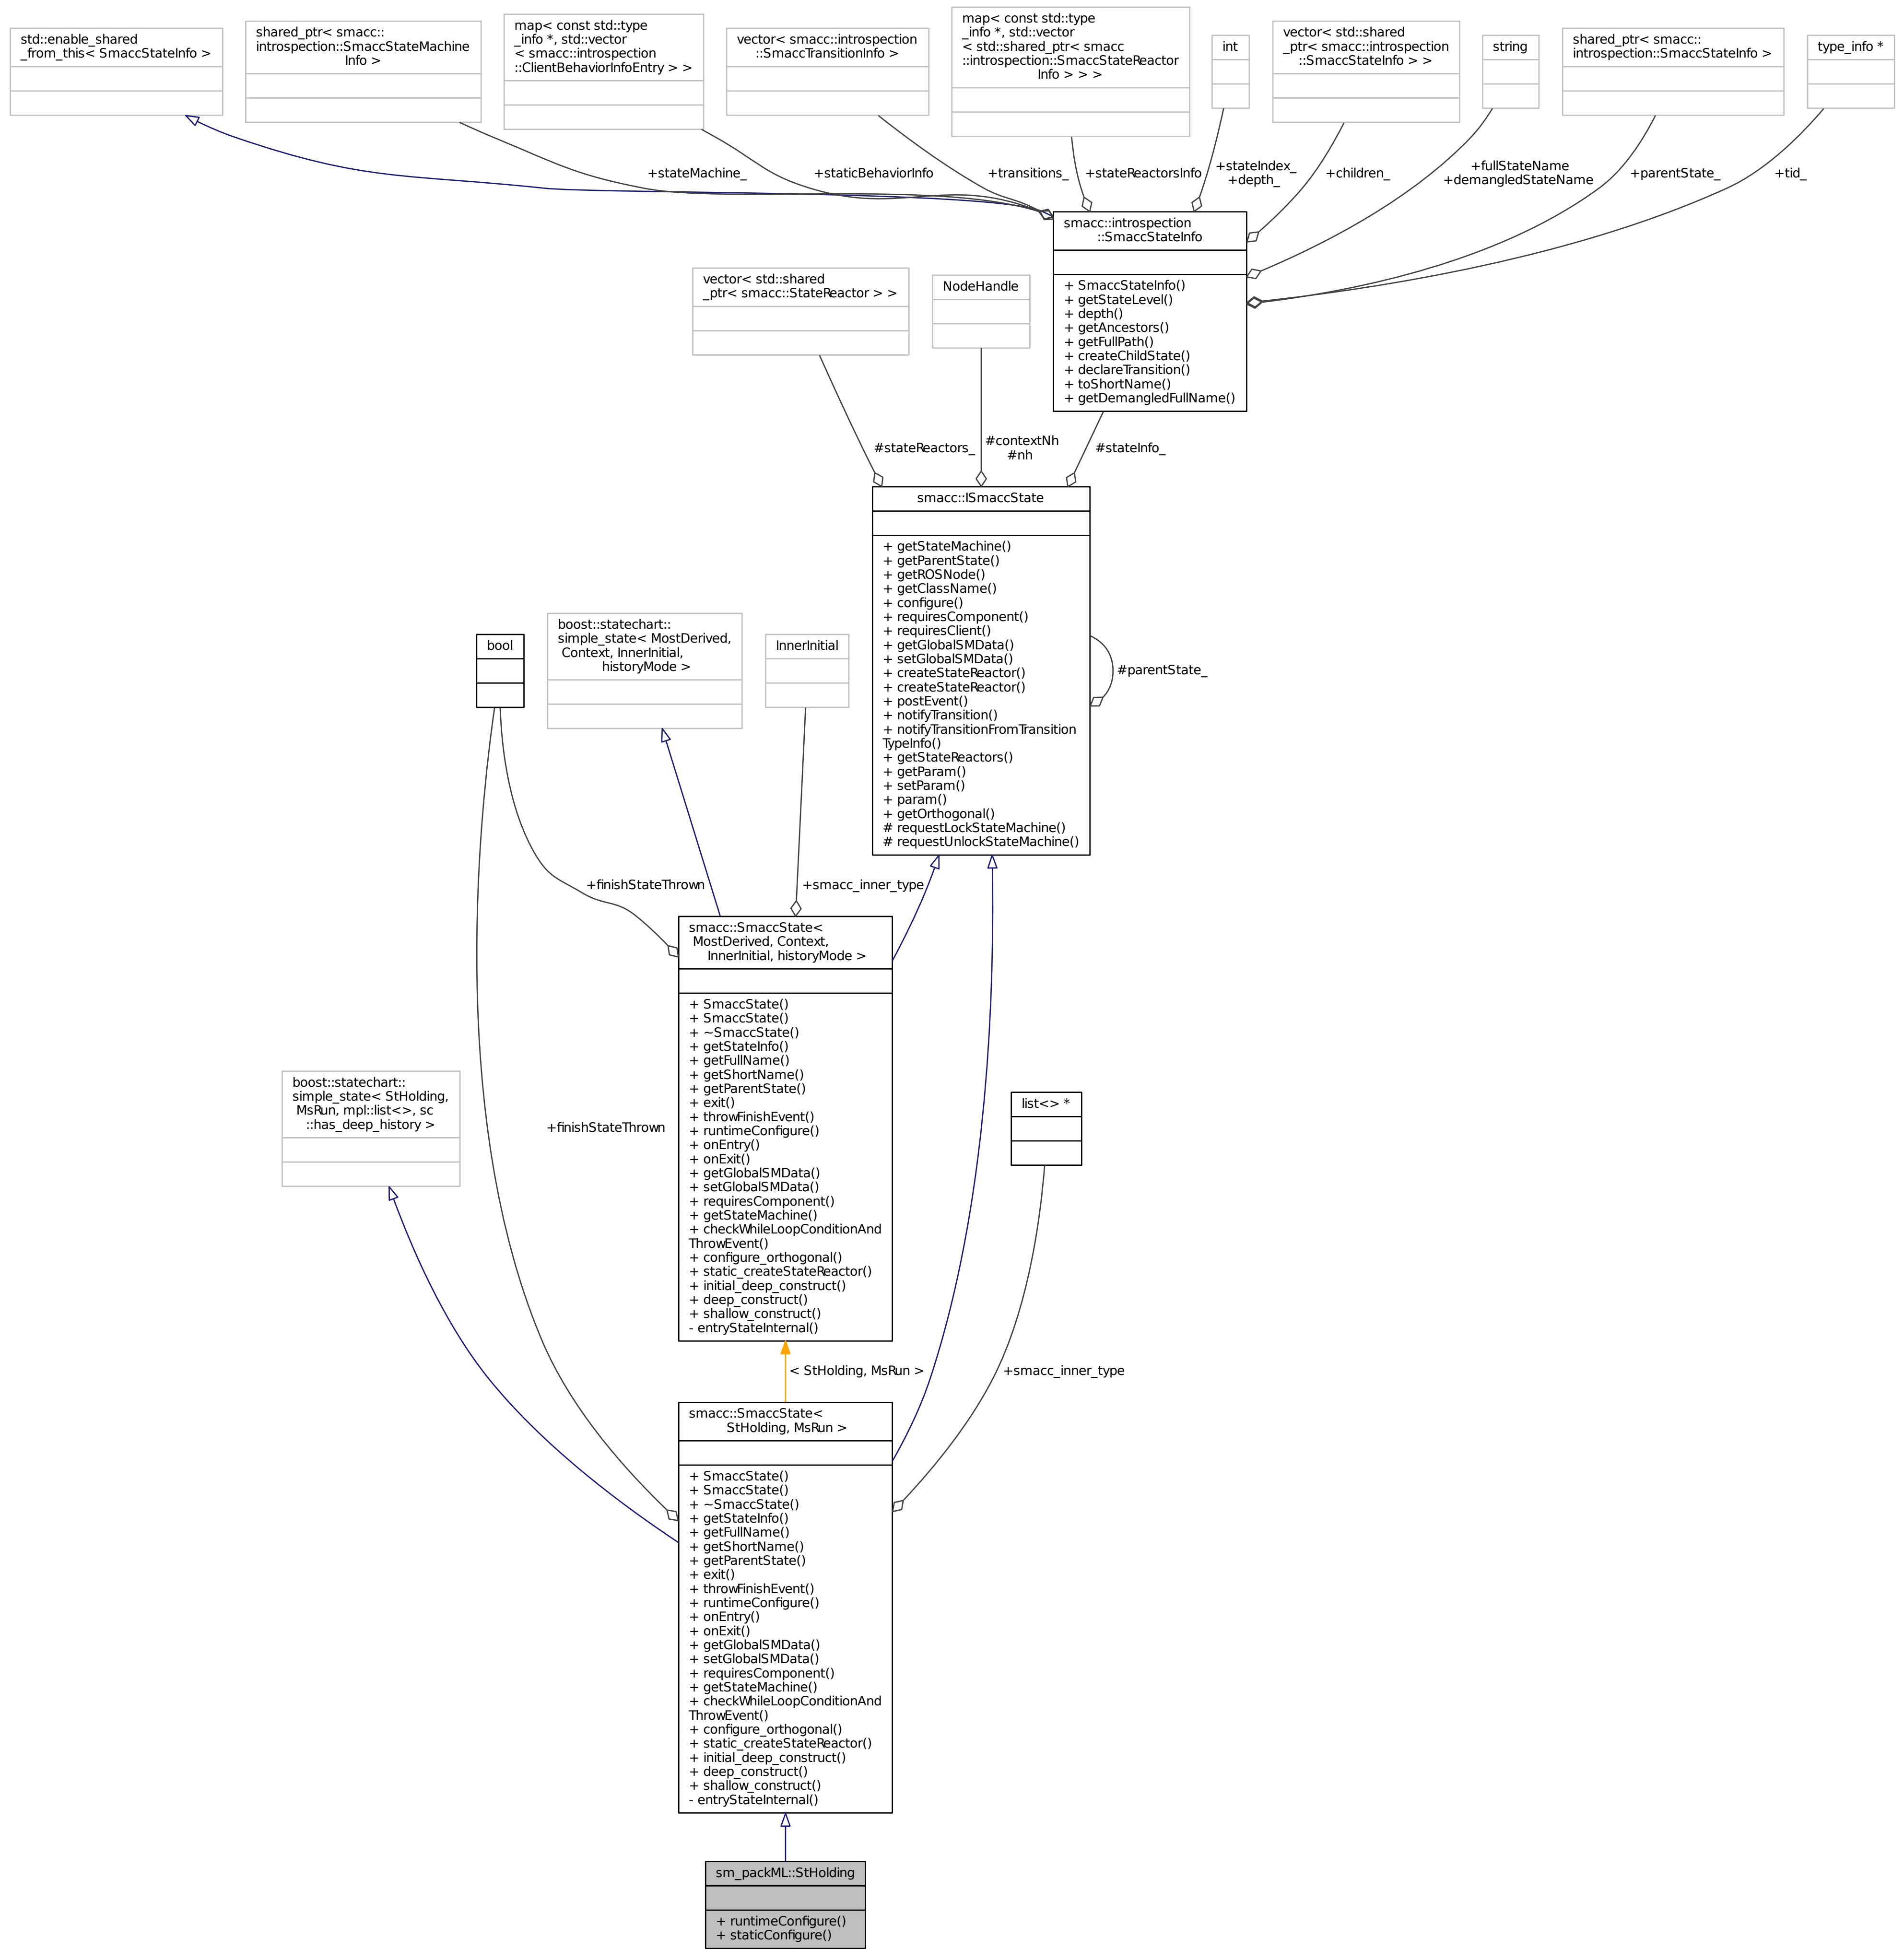 std::enable_shared
_from_this< SmaccStateInfo >
shared_ptr< smacc::
introspection::SmaccStateMachine
Info >
map< const std::type
_info *, std::vector
< smacc::introspection
::ClientBehaviorInfoEntry > >
vector< smacc::introspection
::SmaccTransitionInfo >
map< const std::type
_info *, std::vector
< std::shared_ptr< smacc
::introspection::SmaccStateReactor
Info > > >
int
vector< std::shared
_ptr< smacc::introspection
::SmaccStateInfo > >
string
shared_ptr< smacc::
introspection::SmaccStateInfo >
type_info *
+stateMachine_
+staticBehaviorInfo
+transitions_
+stateReactorsInfo
+stateIndex_
+depth_
+children_
+fullStateName
+demangledStateName
+parentState_
+tid_
smacc::introspection
::SmaccStateInfo
+ SmaccStateInfo()
+ getStateLevel()
+ depth()
+ getAncestors()
+ getFullPath()
+ createChildState()
+ declareTransition()
+ toShortName()
+ getDemangledFullName()
vector< std::shared
_ptr< smacc::StateReactor > >
NodeHandle
#stateReactors_
#contextNh
#nh
#stateInfo_
smacc::ISmaccState
+ getStateMachine()
+ getParentState()
+ getROSNode()
+ getClassName()
+ configure()
+ requiresComponent()
+ requiresClient()
+ getGlobalSMData()
+ setGlobalSMData()
+ createStateReactor()
+ createStateReactor()
+ postEvent()
+ notifyTransition()
+ notifyTransitionFromTransition
TypeInfo()
+ getStateReactors()
+ getParam()
+ setParam()
+ param()
+ getOrthogonal()
# requestLockStateMachine()
# requestUnlockStateMachine()
#parentState_
bool
boost::statechart::
simple_state< MostDerived,
Context, InnerInitial,
historyMode >
InnerInitial
+finishStateThrown
+smacc_inner_type
smacc::SmaccState<
MostDerived, Context,
InnerInitial, historyMode >
+ SmaccState()
+ SmaccState()
+ ~SmaccState()
+ getStateInfo()
+ getFullName()
+ getShortName()
+ getParentState()
+ exit()
+ throwFinishEvent()
+ runtimeConfigure()
+ onEntry()
+ onExit()
+ getGlobalSMData()
+ setGlobalSMData()
+ requiresComponent()
+ getStateMachine()
+ checkWhileLoopConditionAnd
ThrowEvent()
+ configure_orthogonal()
+ static_createStateReactor()
+ initial_deep_construct()
+ deep_construct()
+ shallow_construct()
- entryStateInternal()
boost::statechart::
simple_state< StHolding,
MsRun, mpl::list<>, sc
::has_deep_history >
+finishStateThrown
list<> *
< StHolding, MsRun >
+smacc_inner_type
smacc::SmaccState<
StHolding, MsRun >
+ SmaccState()
+ SmaccState()
+ ~SmaccState()
+ getStateInfo()
+ getFullName()
+ getShortName()
+ getParentState()
+ exit()
+ throwFinishEvent()
+ runtimeConfigure()
+ onEntry()
+ onExit()
+ getGlobalSMData()
+ setGlobalSMData()
+ requiresComponent()
+ getStateMachine()
+ checkWhileLoopConditionAnd
ThrowEvent()
+ configure_orthogonal()
+ static_createStateReactor()
+ initial_deep_construct()
+ deep_construct()
+ shallow_construct()
- entryStateInternal()
sm_packML::StHolding
+ runtimeConfigure()
+ staticConfigure()